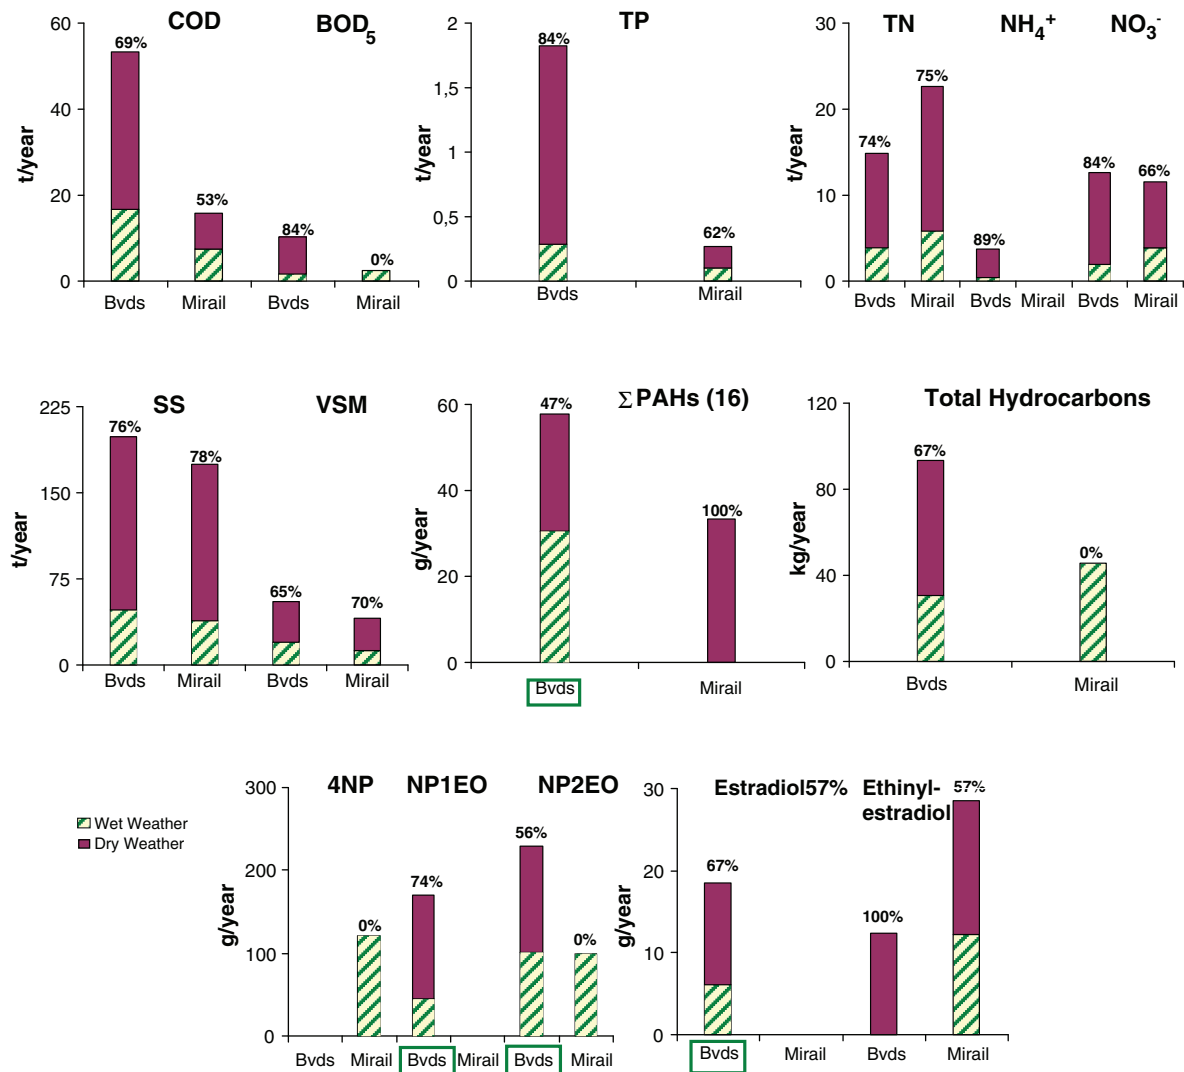 COD BOD5
60
40
20
0
t/year
69%
53%
84%
0%
Bvds Mirail Bvds Mirail
TP
2
1,5
1
0,5
0
t/year
84%
62%
Bvds Mirail
TN NH4+ NO3-
30
20
10
0
t/year
74%
75%
89%
84%
66%
Bvds Mirail Bvds Mirail Bvds Mirail
SS VSM
225
150
75
0
t/year
76%
78%
65%
70%
Bvds Mirail Bvds Mirail
Σ PAHs (16)
60
40
20
0
g/year
47%
100%
Bvds Mirail
Total Hydrocarbons
120
80
40
0
kg/year
67%
0%
Bvds Mirail
Wet Weather
Dry Weather
4NP NP1EO NP2EO
300
200
100
0
g/year
0%
74%
56%
0%
Bvds Mirail Bvds Mirail Bvds Mirail
Estradiol57% Ethinyl-
estradiol
30
20
10
0
g/year
67%
100%
57%
Bvds Mirail Bvds Mirail